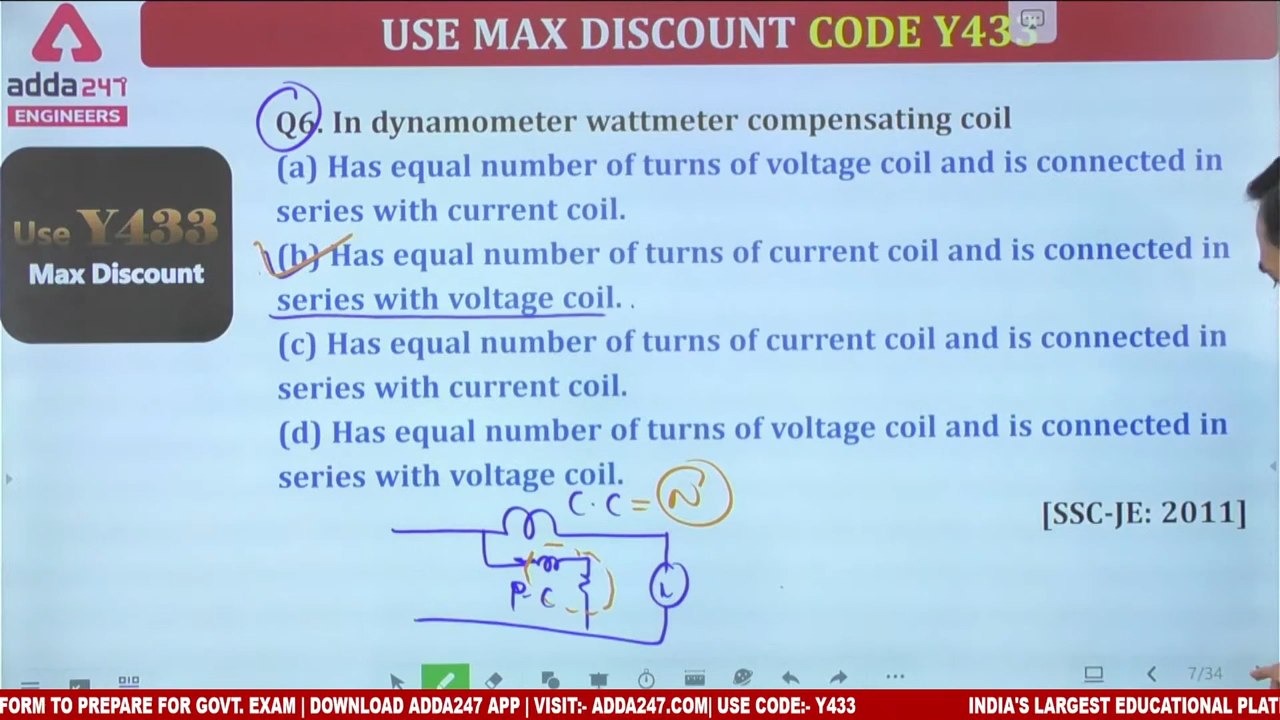 USE MAX DISCOUNT CODE Y433
adda247
ENGINEERS
Use Y433
Max Discount
Q6. In dynamometer wattmeter compensating coil
(a) Has equal number of turns of voltage coil and is connected in
series with current coil.
(b) Has equal number of turns of current coil and is connected in
series with voltage coil.
(c) Has equal number of turns of current coil and is connected in
series with current coil.
(d) Has equal number of turns of voltage coil and is connected in
series with voltage coil.
[SSC-JE: 2011]
C.C = N
P.C
L
7/34
FORM TO PREPARE FOR GOVT. EXAM | DOWNLOAD ADDA247 APP | VISIT:- ADDA247.COM| USE CODE:- Y433 INDIA'S LARGEST EDUCATIONAL PLAT